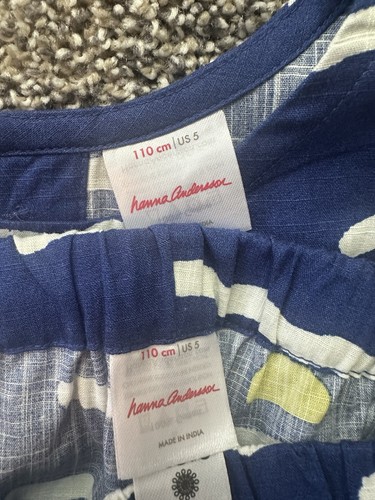 110 cm | US 5
hanna andersson
110 cm | US 5
hanna andersson
MADE IN INDIA